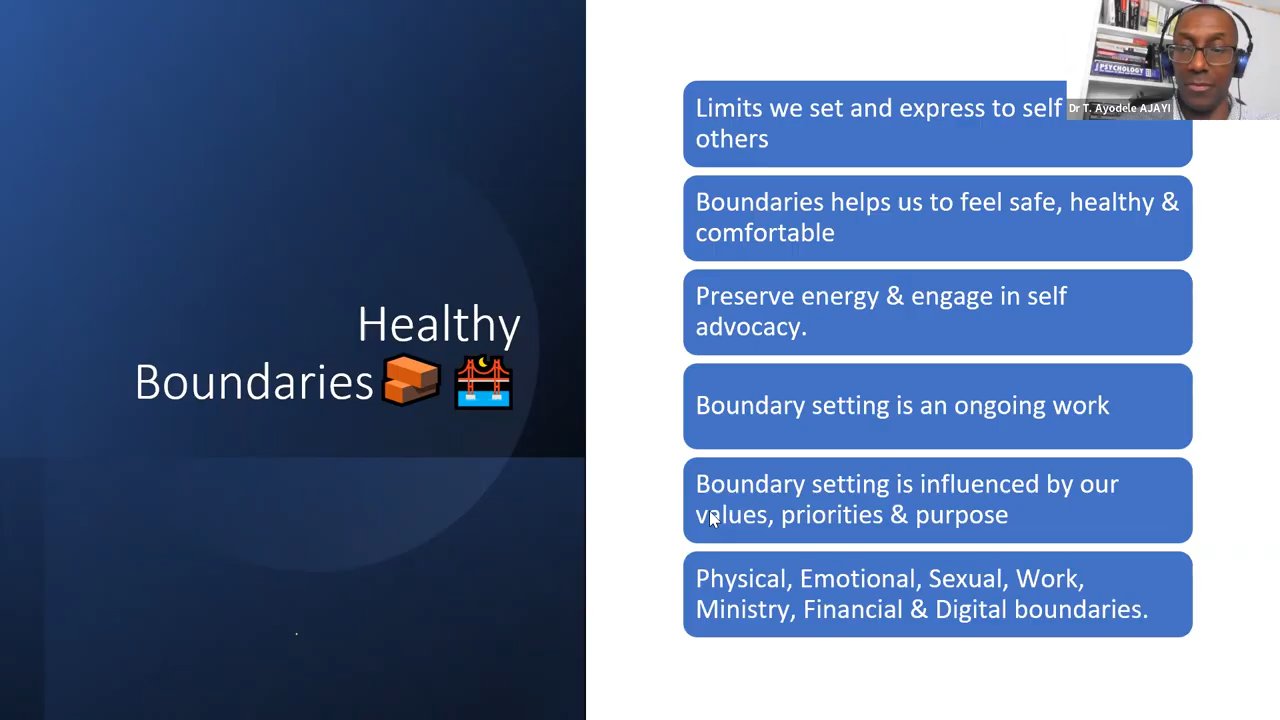 Healthy
Boundaries
Limits we set and express to self
others
Boundaries helps us to feel safe, healthy &
comfortable
Preserve energy & engage in self
advocacy.
Boundary setting is an ongoing work
Boundary setting is influenced by our
values, priorities & purpose
Physical, Emotional, Sexual, Work,
Ministry, Financial & Digital boundaries.
PSYCHOLOGY
Dr T. Ayodele AJAYI